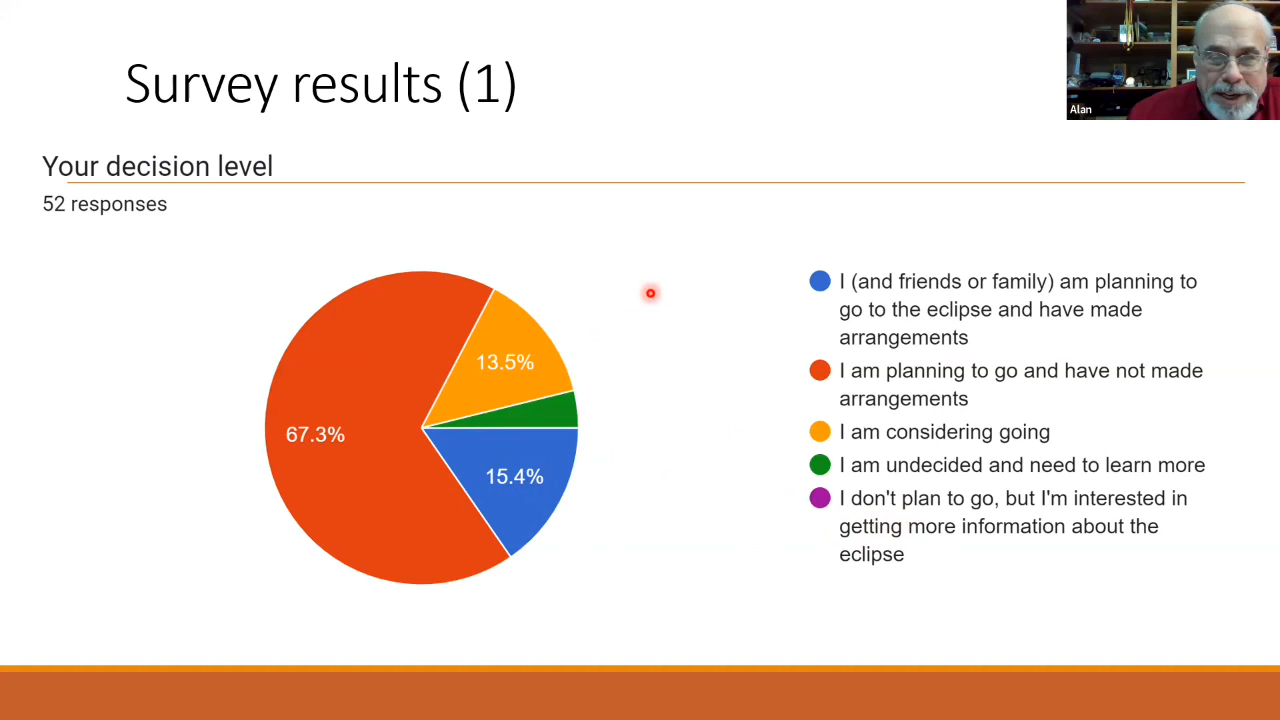 Survey results (1)
Alan
Your decision level
52 responses
13.5%
67.3%
15.4%
I (and friends or family) am planning to
go to the eclipse and have made
arrangements
I am planning to go and have not made
arrangements
I am considering going
I am undecided and need to learn more
I don't plan to go, but I'm interested in
getting more information about the
eclipse